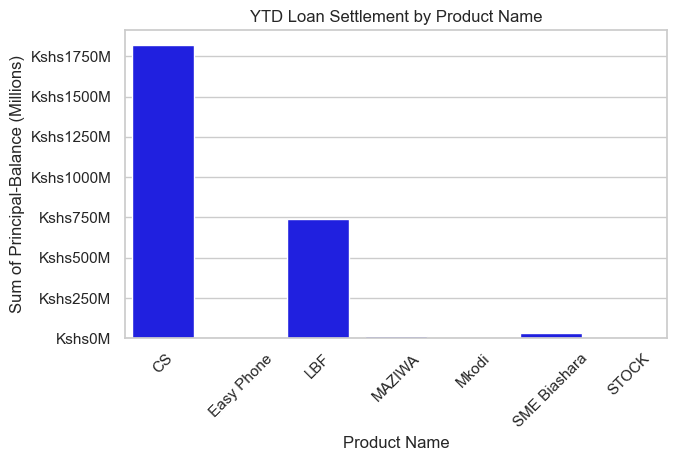 YTD Loan Settlement by Product Name
Sum of Principal-Balance (Millions)
Kshs1750M
Kshs1500M
Kshs1250M
Kshs1000M
Kshs750M
Kshs500M
Kshs250M
Kshs0M
CS
Easy Phone
LBF
MAZIWA
Mkodi
SME Biashara
STOCK
Product Name